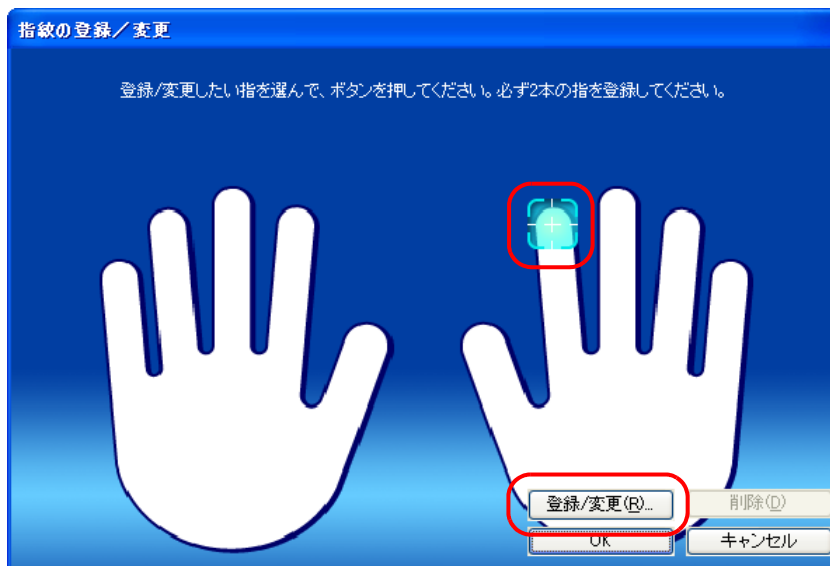 指紋の登録／変更
登録/変更したい指を選んで、ボタンを押してください。必ず2本の指を登録してください。
登録/変更(R)...
削除(D)
OK
キャンセル